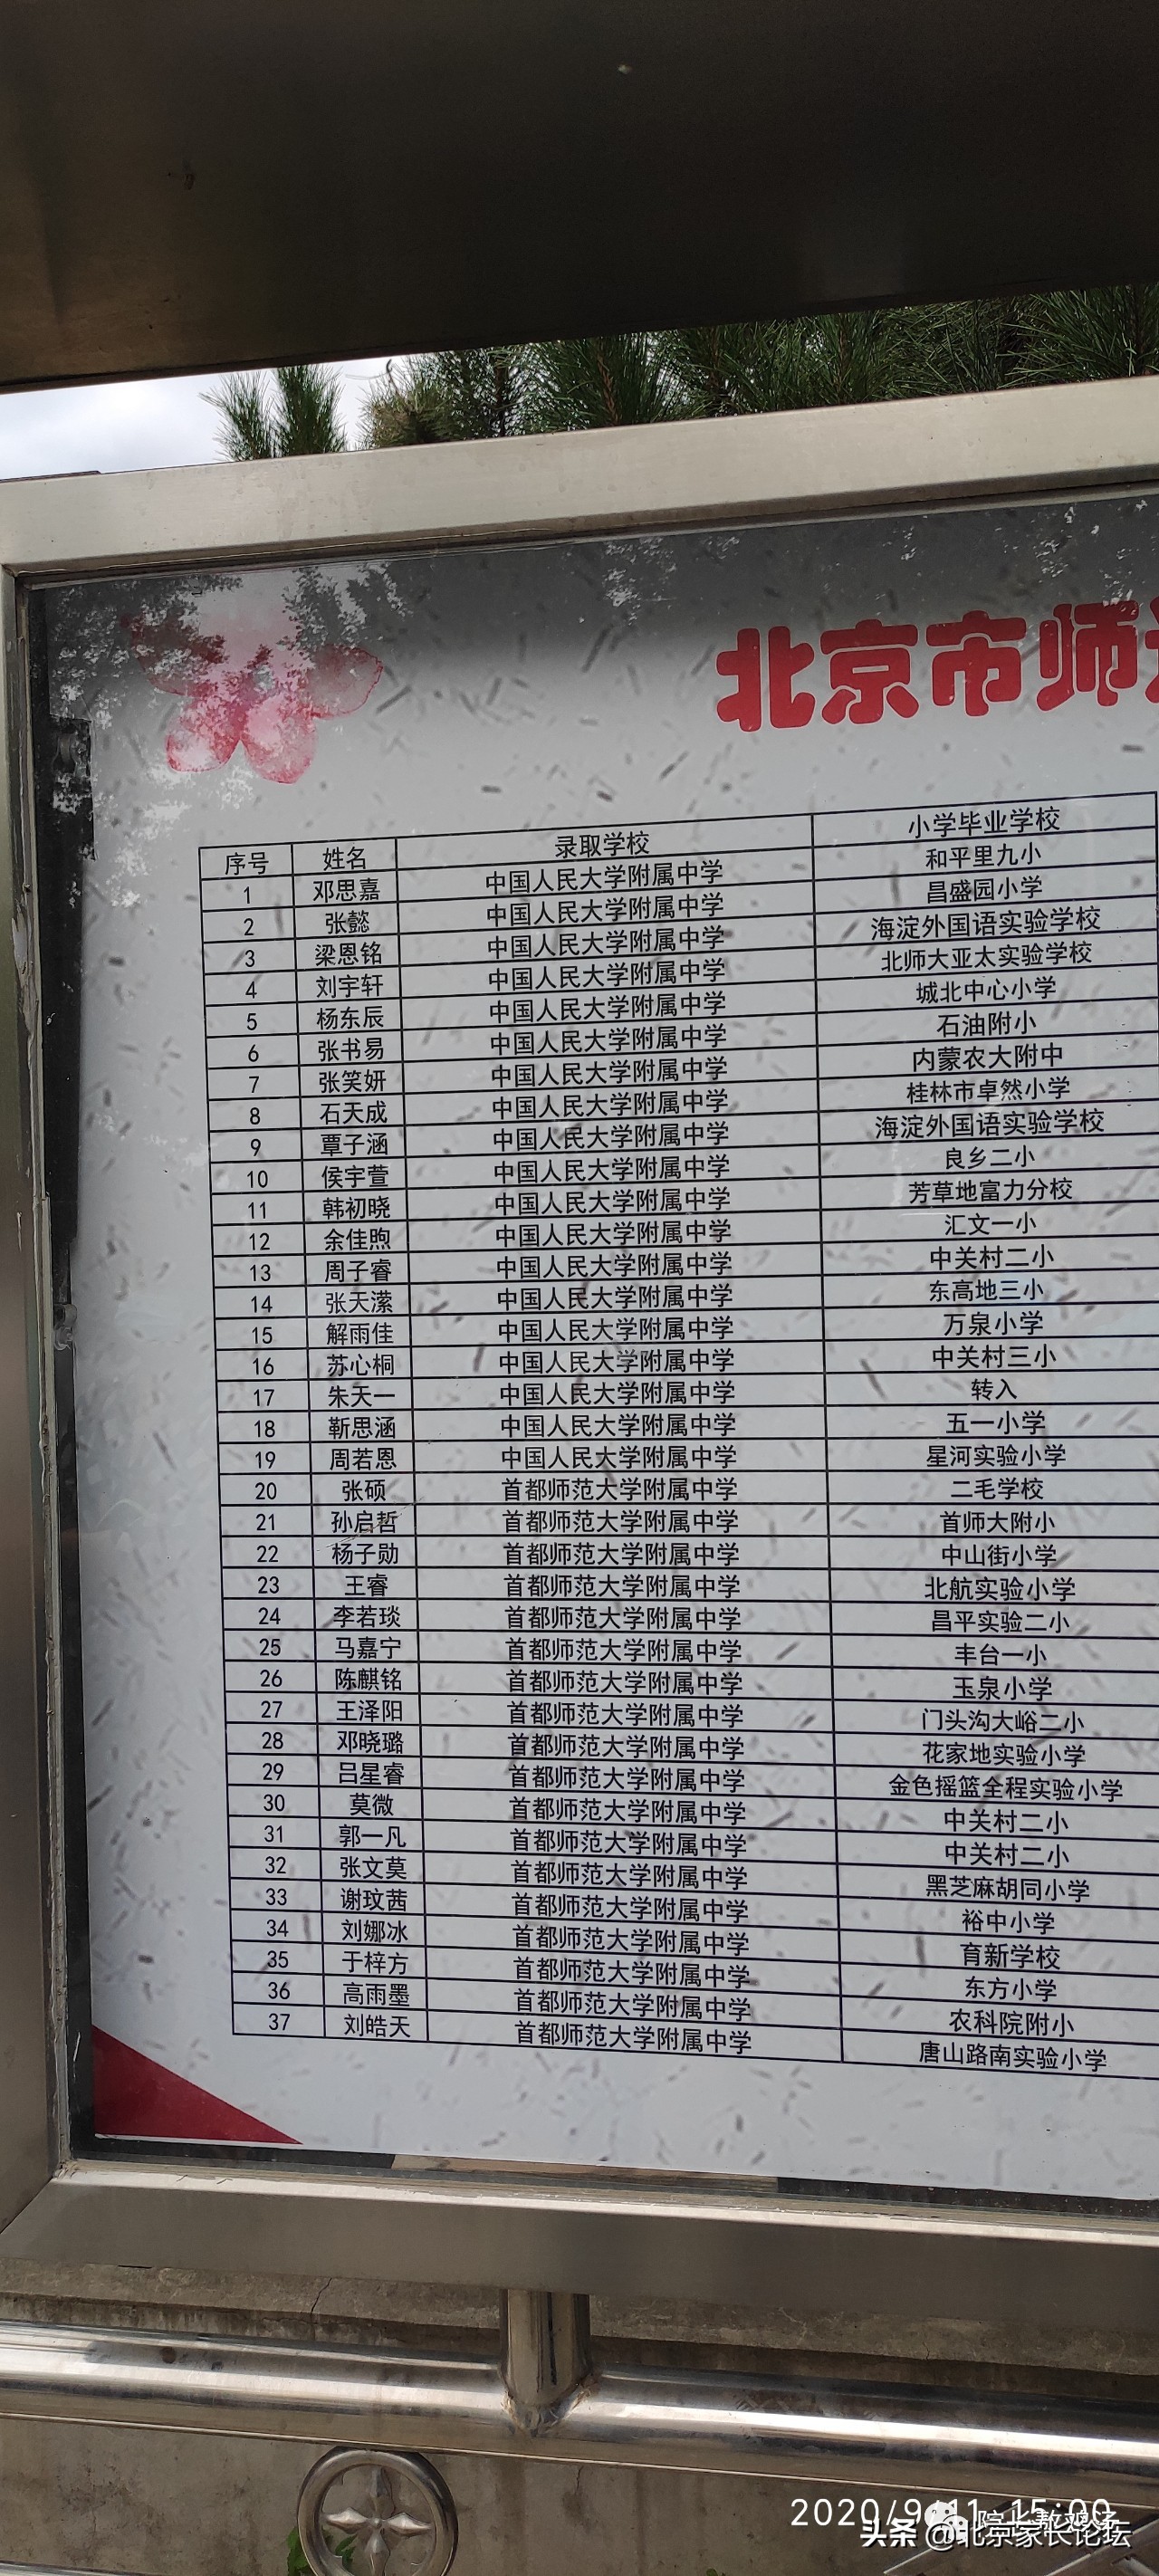 北京市师
序号 姓名 录取学校 小学毕业学校
1 邓思嘉 中国人民大学附属中学 和平里九小
2 张懿 中国人民大学附属中学 昌盛园小学
3 梁恩铭 中国人民大学附属中学 海淀外国语实验学校
4 刘宇轩 中国人民大学附属中学 北师大亚太实验学校
5 杨东辰 中国人民大学附属中学 城北中心小学
6 张书易 中国人民大学附属中学 石油附小
7 张笑妍 中国人民大学附属中学 内蒙农大附中
8 石天成 中国人民大学附属中学 桂林市卓然小学
9 覃子涵 中国人民大学附属中学 海淀外国语实验学校
10 侯宇萱 中国人民大学附属中学 良乡二小
11 韩初晓 中国人民大学附属中学 芳草地富力分校
12 余佳煦 中国人民大学附属中学 汇文一小
13 周子睿 中国人民大学附属中学 中关村二小
14 张天潆 中国人民大学附属中学 东高地三小
15 解雨佳 中国人民大学附属中学 万泉小学
16 苏心桐 中国人民大学附属中学 中关村三小
17 朱天一 中国人民大学附属中学 转入
18 靳思涵 中国人民大学附属中学 五一小学
19 周若恩 中国人民大学附属中学 星河实验小学
20 张硕 首都师范大学附属中学 二毛学校
21 孙启哲 首都师范大学附属中学 首师大附小
22 杨子勋 首都师范大学附属中学 中山街小学
23 王睿 首都师范大学附属中学 北航实验小学
24 李若琰 首都师范大学附属中学 昌平实验二小
25 马嘉宁 首都师范大学附属中学 丰台一小
26 陈麒铭 首都师范大学附属中学 玉泉小学
27 王泽阳 首都师范大学附属中学 门头沟大峪二小
28 邓晓璐 首都师范大学附属中学 花家地实验小学
29 吕星睿 首都师范大学附属中学 金色摇篮全程实验小学
30 莫微 首都师范大学附属中学 中关村二小
31 郭一凡 首都师范大学附属中学 中关村二小
32 张文莫 首都师范大学附属中学 黑芝麻胡同小学
33 谢玟茜 首都师范大学附属中学 裕中小学
34 刘娜冰 首都师范大学附属中学 育新学校
35 于梓方 首都师范大学附属中学 东方小学
36 高雨墨 首都师范大学附属中学 农科院附小
37 刘皓天 首都师范大学附属中学 唐山路南实验小学
2020/9/11 15:00
头条 @北京家长论坛